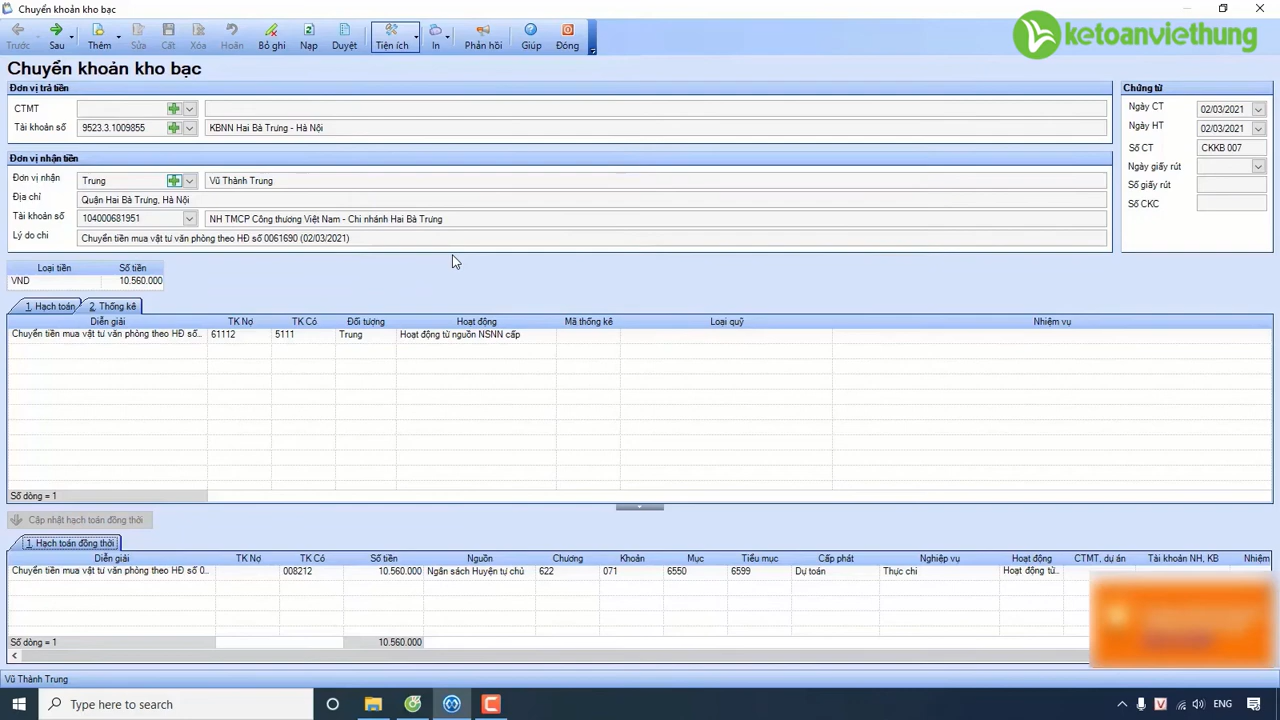 Chuyển khoản kho bạc
Trước Sau Thêm Sửa Cất Xóa Hoãn Bỏ ghi Nạp Duyệt Tiện ích In Phản hồi Giúp Đóng
ketoanviethung
Chuyển khoản kho bạc
Đơn vị trả tiền
CTMT
Tài khoản số 9523.3.1009855 KBNN Hai Bà Trưng - Hà Nội
Đơn vị nhận tiền
Đơn vị nhận Trung Vũ Thành Trung
Địa chỉ Quận Hai Bà Trưng, Hà Nội
Tài khoản số 104000681951 NH TMCP Công thương Việt Nam - Chi nhánh Hai Bà Trưng
Lý do chi Chuyển tiền mua vật tư văn phòng theo HĐ số 0061690 (02/03/2021)
Chứng từ
Ngày CT 02/03/2021
Ngày HT 02/03/2021
Số CT CKKB 007
Ngày giấy rút
Số giấy rút
Số CKC
Loại tiền Số tiền
VND 10.560.000
1. Hạch toán 2. Thống kê
Diễn giải TK Nợ TK Có Đối tượng Hoạt động Mã thống kê Loại quỹ Nhiệm vụ
Chuyển tiền mua vật tư văn phòng theo HĐ số.. 61112 5111 Trung Hoạt động từ nguồn NSNN cấp
Số dòng = 1
Cập nhật hạch toán đồng thời
1. Hạch toán đồng thời
Diễn giải TK Nợ TK Có Số tiền Nguồn Chương Khoản Mục Tiểu mục Cấp phát Nghiệp vụ Hoạt động CTMT, dự án Tài khoản NH, KB Nhiệm
Chuyển tiền mua vật tư văn phòng theo HĐ số 0.. 008212 10.560.000 Ngân sách Huyện tự chủ 622 071 6550 6599 Dự toán Thực chi Hoạt động từ..
Số dòng = 1 10.560.000
Vũ Thành Trung
Type here to search
ENG